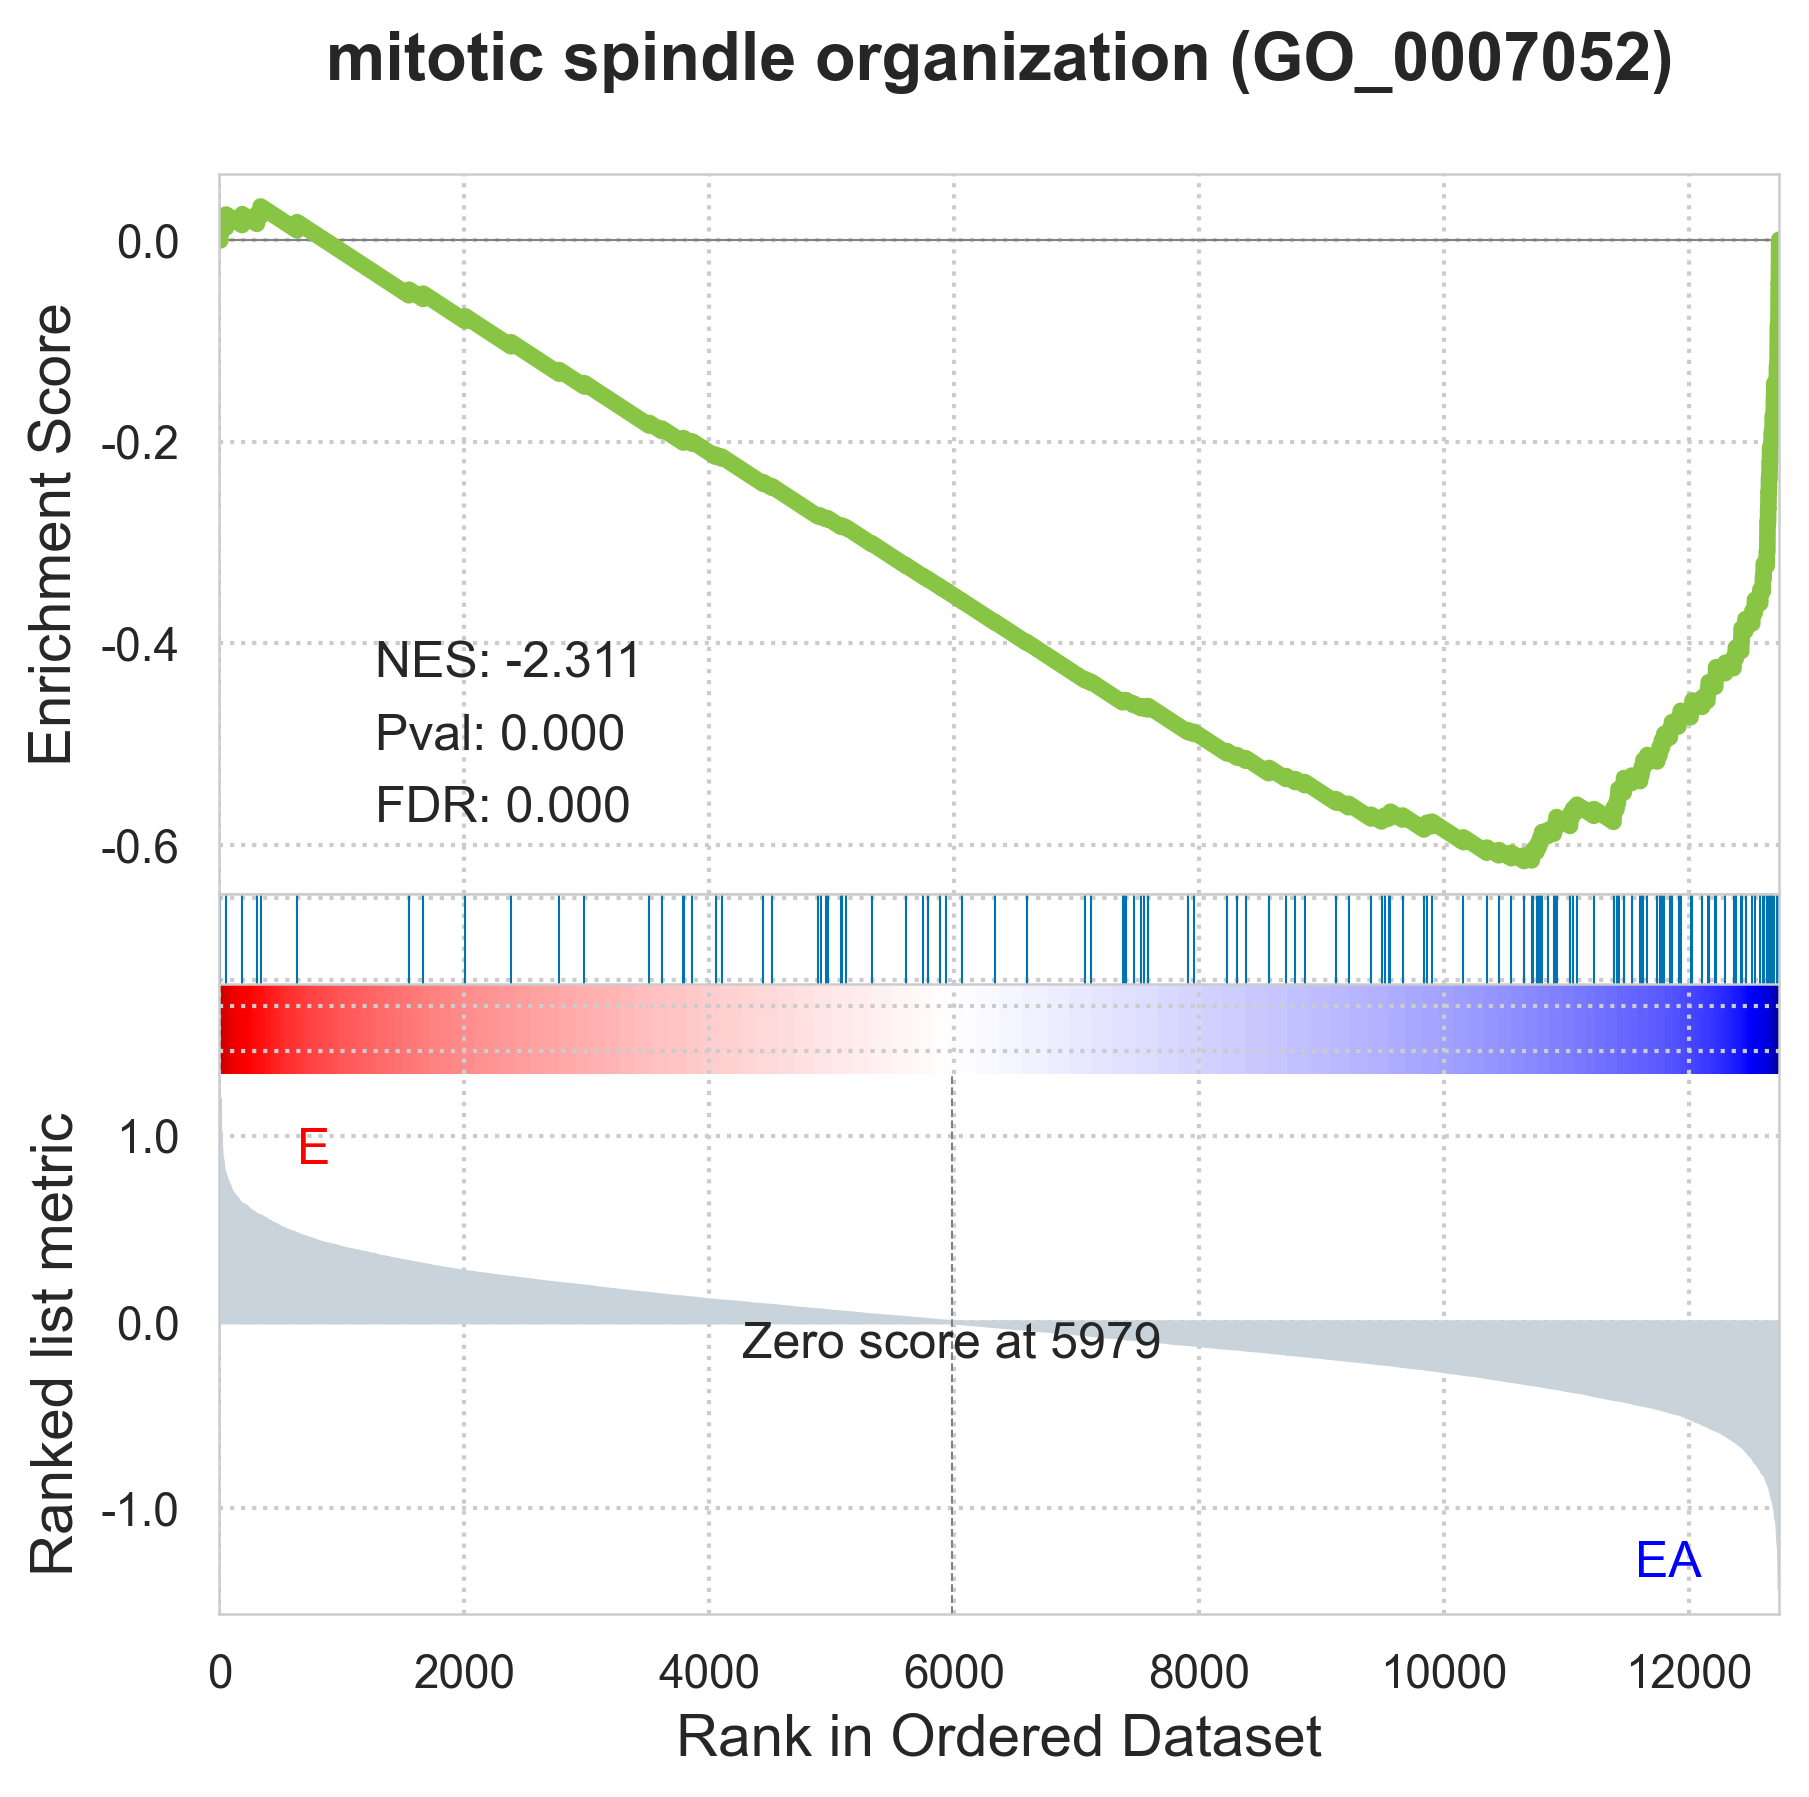 mitotic spindle organization (GO_0007052)
Enrichment Score
0.0
-0.2
-0.4
-0.6
NES: -2.311
Pval: 0.000
FDR: 0.000
Ranked list metric
1.0
0.0
-1.0
E
Zero score at 5979
EA
0 2000 4000 6000 8000 10000 12000
Rank in Ordered Dataset